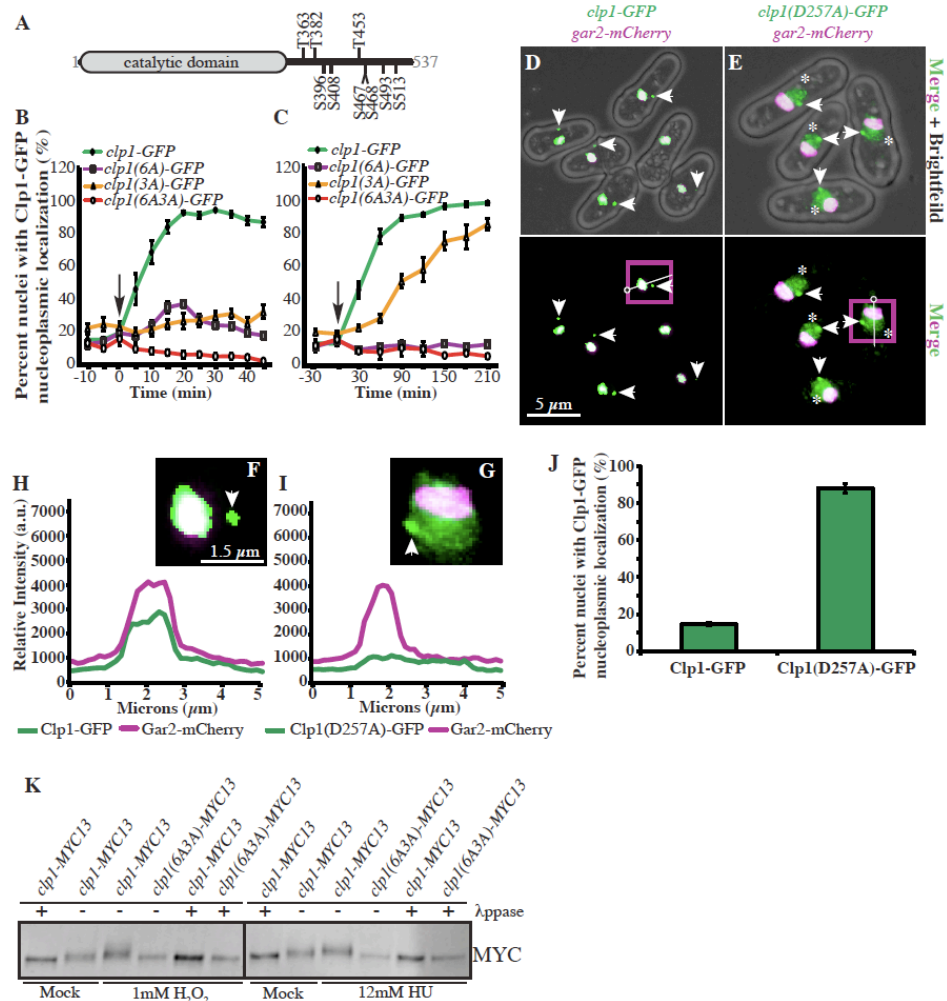 A
T363
T382
T453
1
catalytic domain
537
S396
S408
S467
S468
S493
S513
B
clp1-GFP
clp1(6A)-GFP
clp1(3A)-GFP
clp1(6A3A)-GFP
Percent nuclei with Clp1-GFP
nucleoplasmic localization (%)
120
100
80
60
40
20
0
-10 0 10 20 30 40
Time (min)
C
clp1-GFP
clp1(6A)-GFP
clp1(3A)-GFP
clp1(6A3A)-GFP
120
100
80
60
40
20
0
-30 30 90 150 210
Time (min)
clp1-GFP
gar2-mCherry
clp1(D257A)-GFP
gar2-mCherry
D
E
*
*
*
*
Merge + Brightfeild
5 µm
*
*
*
*
Merge
H
F
1.5 µm
Relative Intensity (a.u.)
7000
6000
5000
4000
3000
2000
1000
0
0 1 2 3 4 5
Microns (µm)
I
G
7000
6000
5000
4000
3000
2000
1000
0
0 1 2 3 4 5
Microns (µm)
Clp1-GFP Gar2-mCherry Clp1(D257A)-GFP Gar2-mCherry
J
Percent nuclei with Clp1-GFP
nucleoplasmic localization (%)
100
80
60
40
20
0
Clp1-GFP Clp1(D257A)-GFP
K
clp1-MYC13
clp1-MYC13
clp1-MYC13
clp1(6A3A)-MYC13
clp1-MYC13
clp1(6A3A)-MYC13
clp1-MYC13
clp1-MYC13
clp1-MYC13
clp1(6A3A)-MYC13
clp1-MYC13
clp1(6A3A)-MYC13
+ - - - + + + - - - + + λppase
MYC
Mock 1mM H₂O₂ Mock 12mM HU